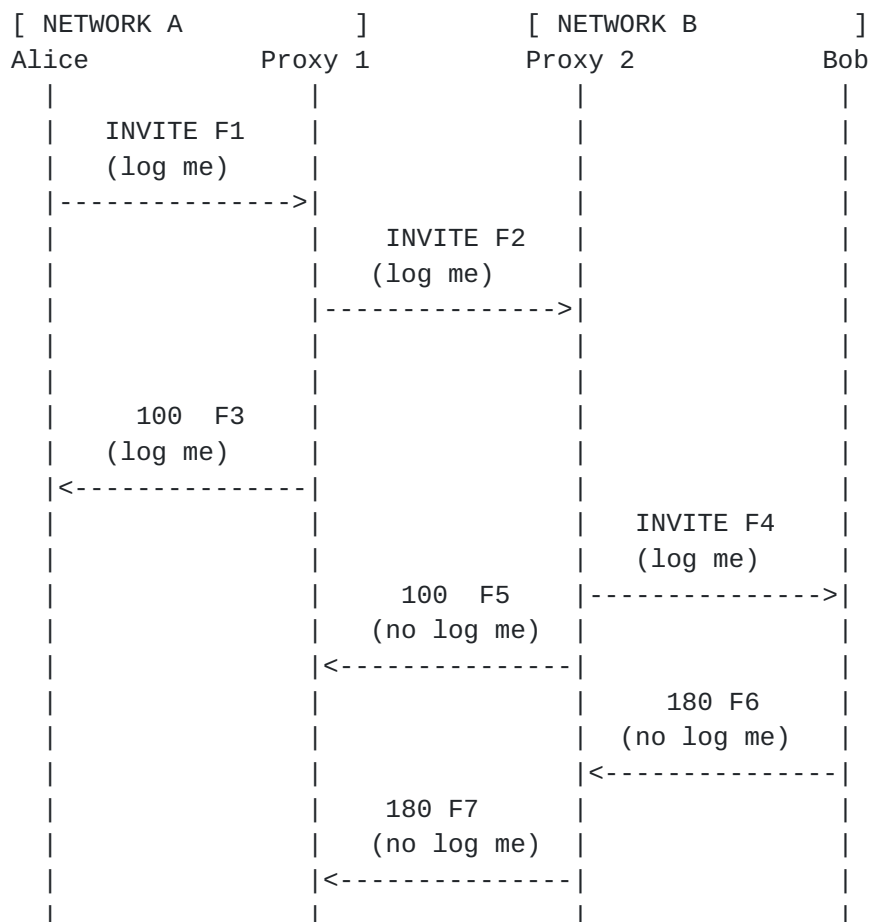 [ NETWORK A ] [ NETWORK B ]
Alice Proxy 1 Proxy 2 Bob
INVITE F1
(log me)
INVITE F2
(log me)
100 F3
(log me)
INVITE F4
(log me)
100 F5
(no log me)
180 F6
(no log me)
180 F7
(no log me)